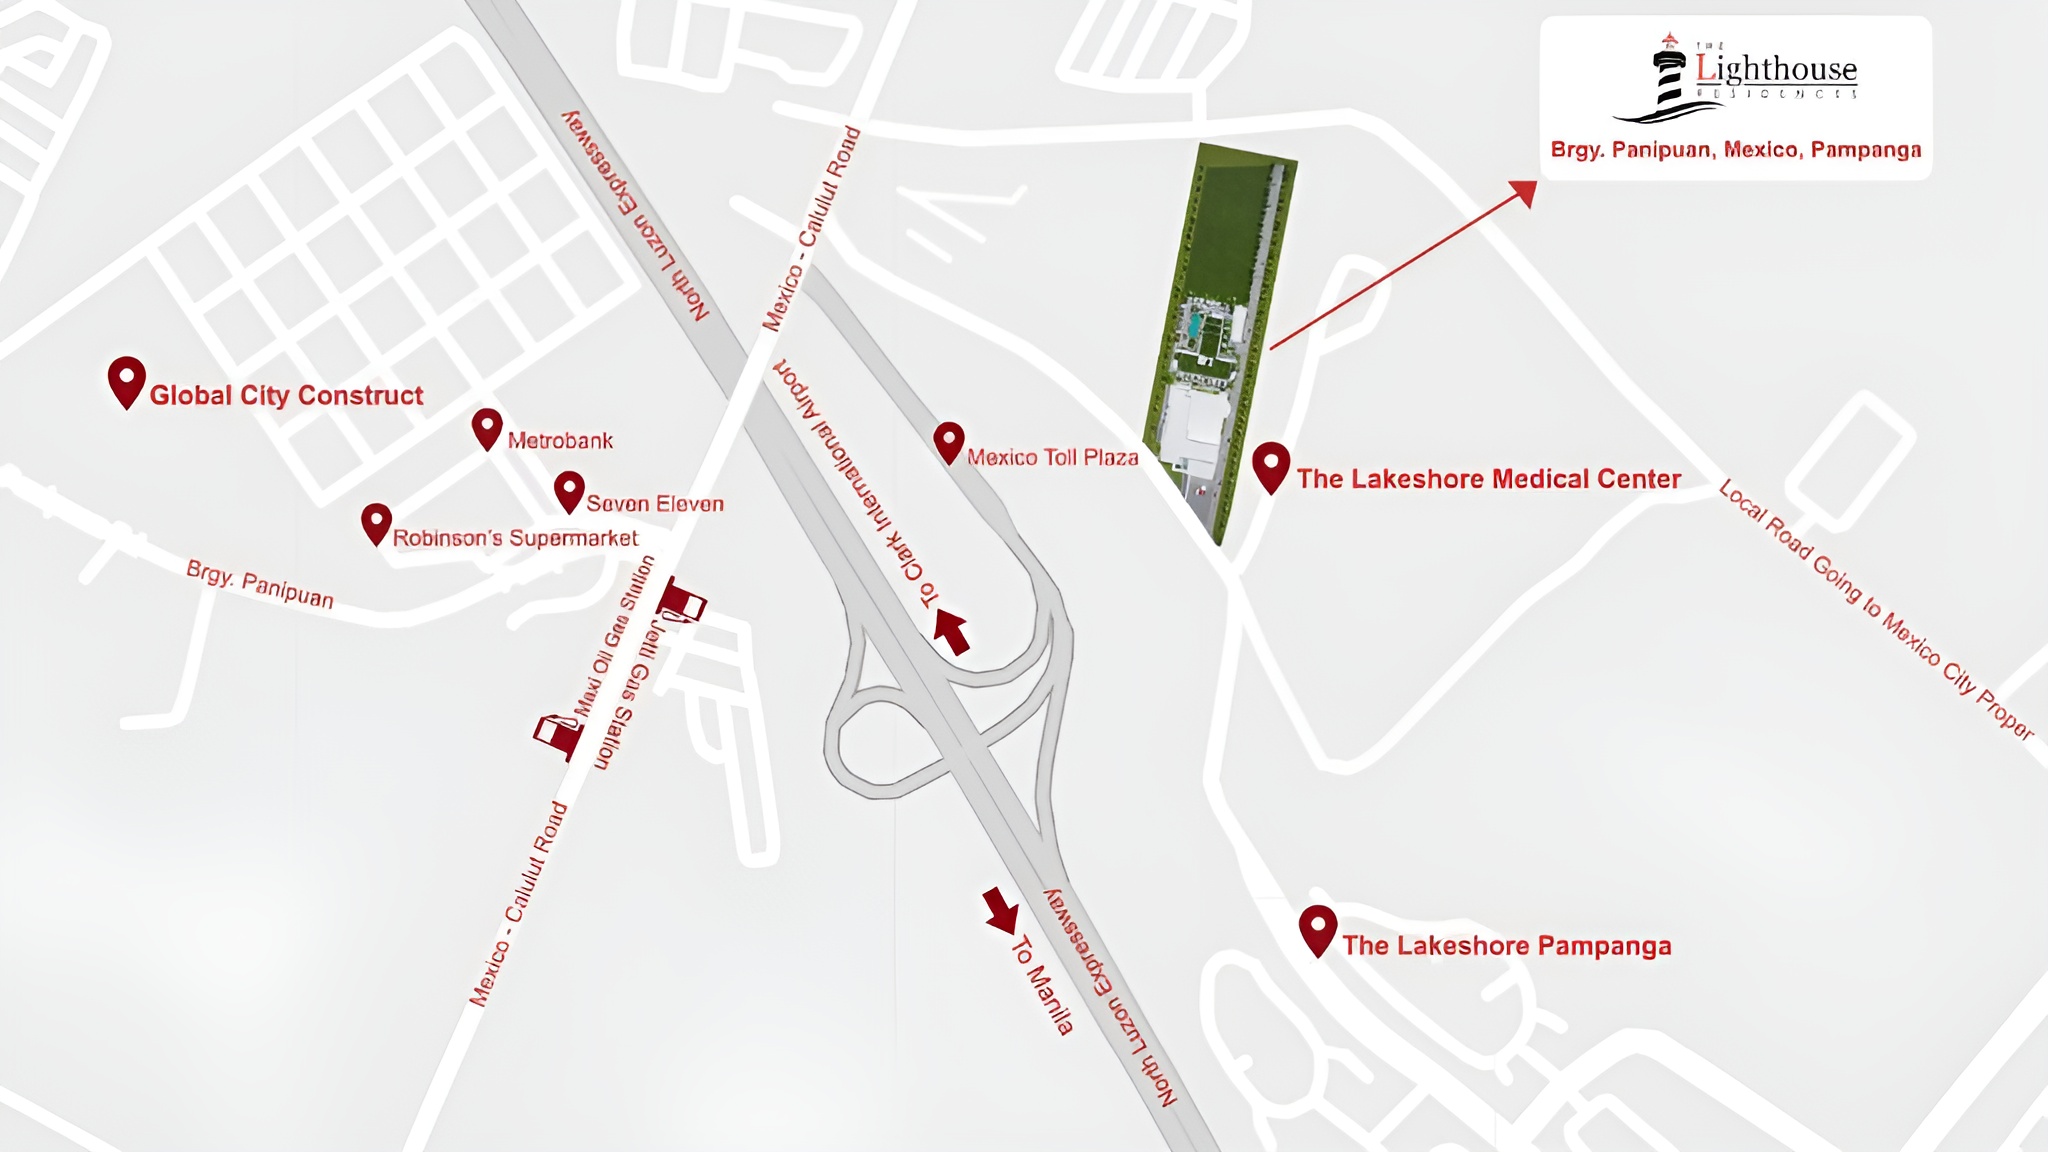 THE
Lighthouse
RESIDENCES
Brgy. Panipuan, Mexico, Pampanga
North Luzon Expressway
Mexico - Calulut Road
To Clark International Airport
Global City Construct
Metrobank
Seven Eleven
Robinson's Supermarket
Brgy. Panipuan
Mexico Toll Plaza
The Lakeshore Medical Center
Local Road Going to Mexico City Proper
Maxi Oil Gas Station
Jetti Gas Station
Mexico - Calulut Road
To Manila
North Luzon Expressway
The Lakeshore Pampanga